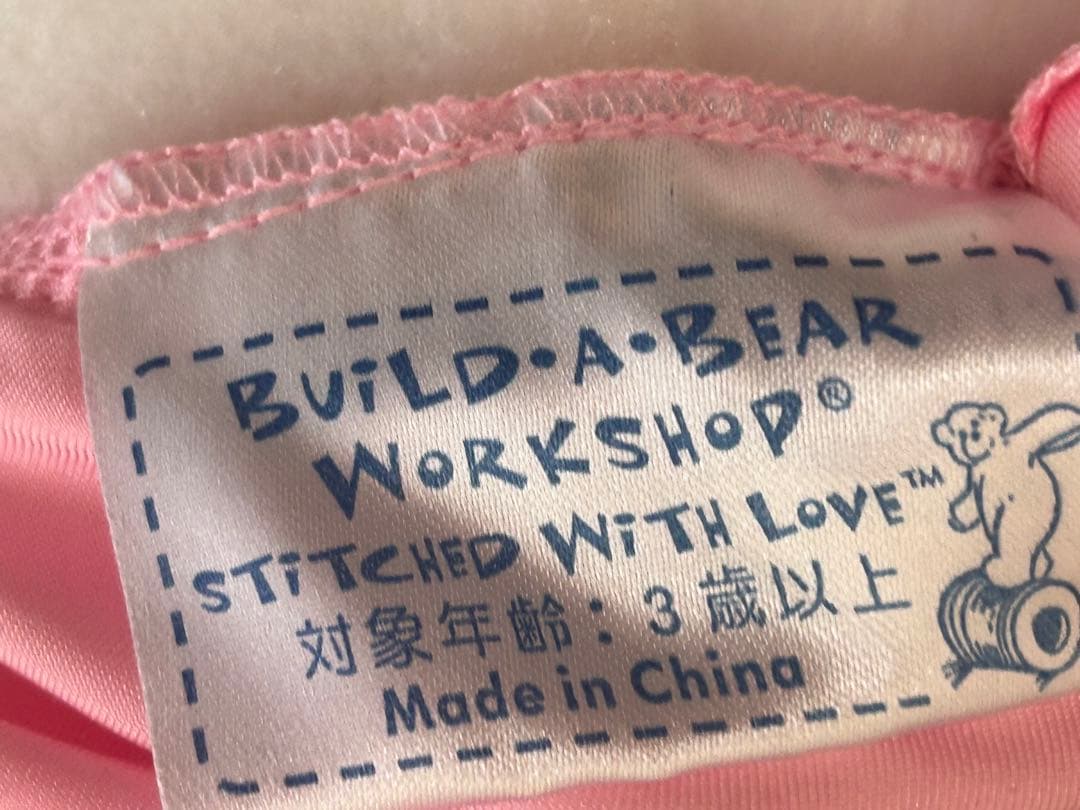 BUiLD•A•BEAR
WORKSHOP®
STiTCHED WiTH LOVE™
対象年齢：3歳以上
Made in China